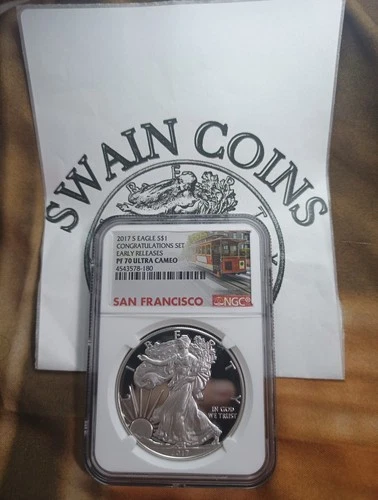 SWAIN COINS
2017 S EAGLE S$1
CONGRATULATIONS SET
EARLY RELEASES
PF 70 ULTRA CAMEO
4543578-180
SAN FRANCISCO
NGC
LIBERTY
IN GOD
WE TRUST
2017